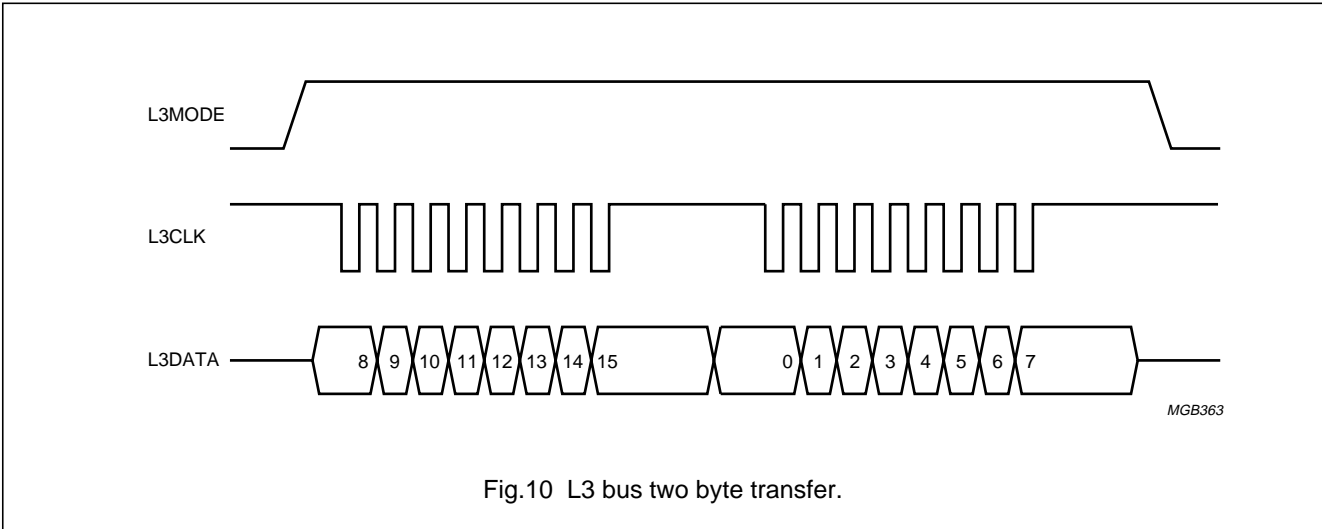 L3MODE
L3CLK
L3DATA
8 9 10 11 12 13 14 15 0 1 2 3 4 5 6 7
MGB363
Fig.10 L3 bus two byte transfer.